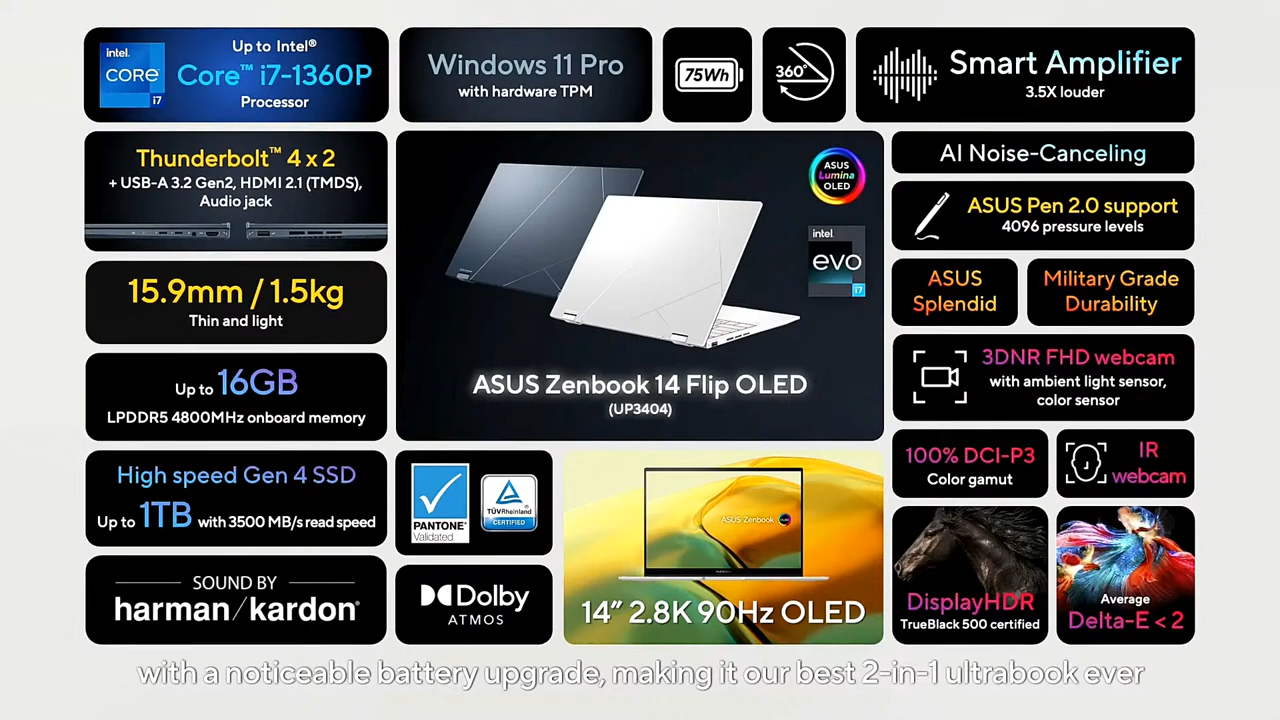 intel.
CORE
i7
Up to Intel®
Core™ i7-1360P
Processor
Windows 11 Pro
with hardware TPM
75Wh
360°
Smart Amplifier
3.5X louder
Thunderbolt™ 4 x 2
+ USB-A 3.2 Gen2, HDMI 2.1 (TMDS),
Audio jack
ASUS
Lumina
OLED
intel.
evo
i7
ASUS Zenbook 14 Flip OLED
(UP3404)
AI Noise-Canceling
ASUS Pen 2.0 support
4096 pressure levels
15.9mm / 1.5kg
Thin and light
ASUS
Splendid
Military Grade
Durability
Up to 16GB
LPDDR5 4800MHz onboard memory
3DNR FHD webcam
with ambient light sensor,
color sensor
High speed Gen 4 SSD
Up to 1TB with 3500 MB/s read speed
PANTONE®
Validated
TÜVRheinland
CERTIFIED
ASUS Zenbook
14” 2.8K 90Hz OLED
100% DCI-P3
Color gamut
IR
webcam
SOUND BY
harman/kardon®
Dolby
ATMOS
DisplayHDR
TrueBlack 500 certified
Average
Delta-E < 2
with a noticeable battery upgrade, making it our best 2-in-1 ultrabook ever